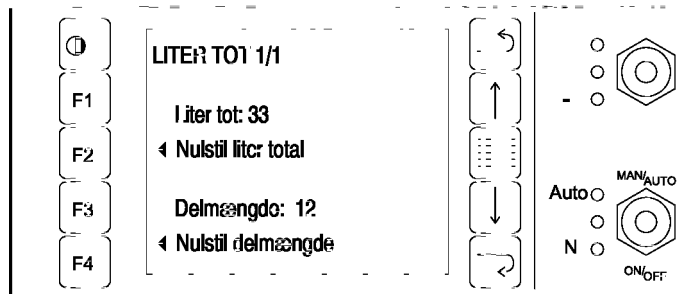 LITER TOT 1/1
F1
Liter tot: 33
-
F2
Nulstil liter total
MAN/AUTO
Auto
F3
Delmængde: 12
Nulstil delmængde
N
F4
ON/OFF